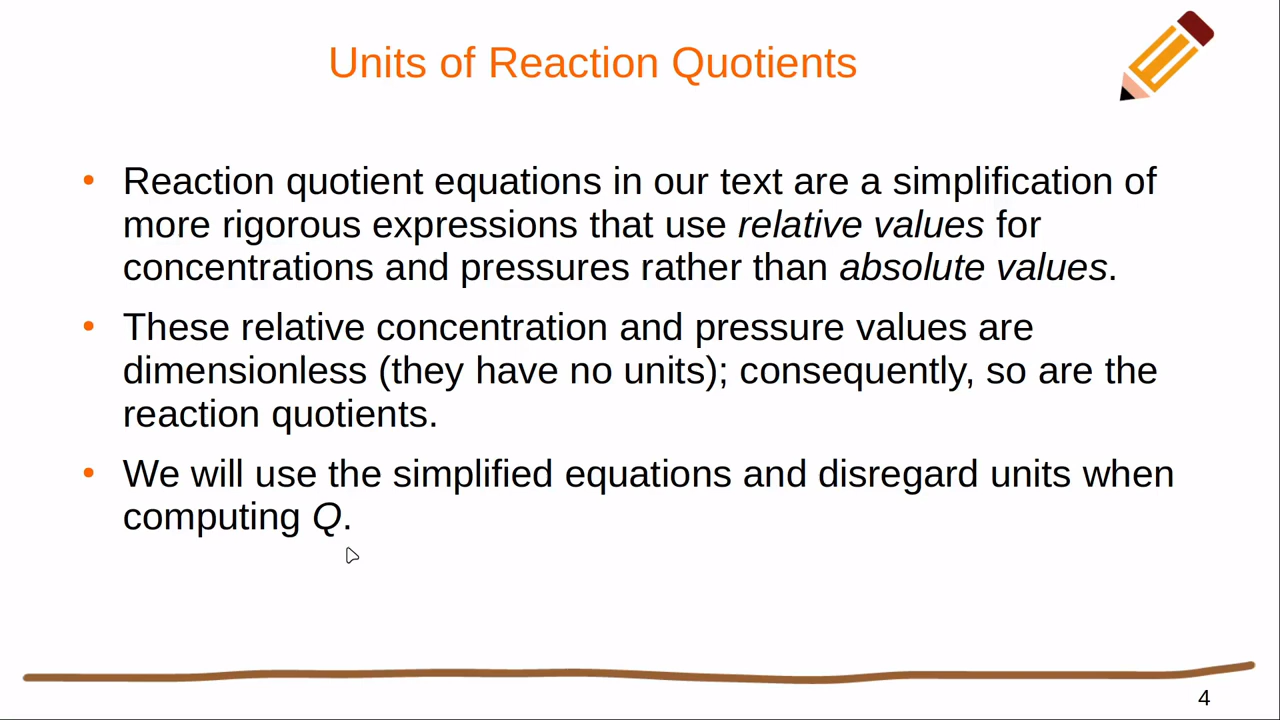 Units of Reaction Quotients
• Reaction quotient equations in our text are a simplification of
more rigorous expressions that use relative values for
concentrations and pressures rather than absolute values.
• These relative concentration and pressure values are
dimensionless (they have no units); consequently, so are the
reaction quotients.
• We will use the simplified equations and disregard units when
computing Q.
4